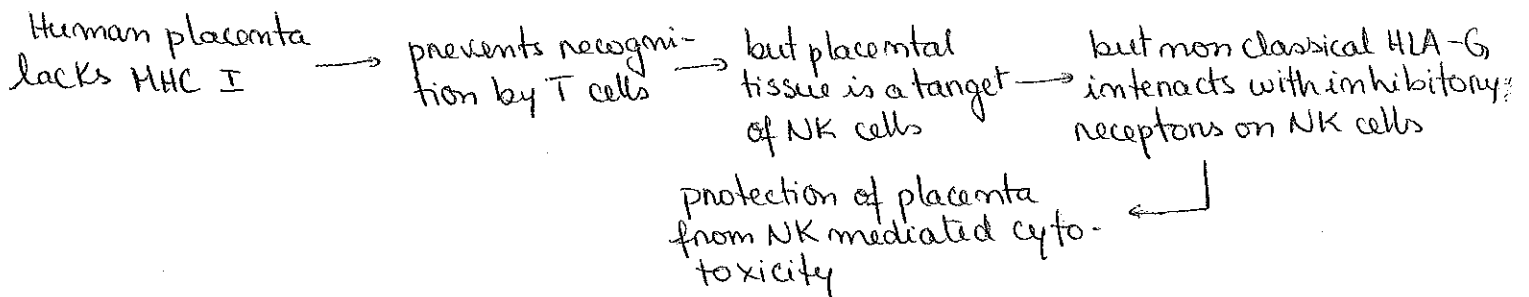 Human placenta
lacks MHC I
→ prevents recogni-
tion by T cells
→ but placental
tissue is a target
of NK cells
→ but non classical HLA-G
interacts with inhibitory
receptors on NK cells
protection of placenta
from NK mediated cyto-
toxicity